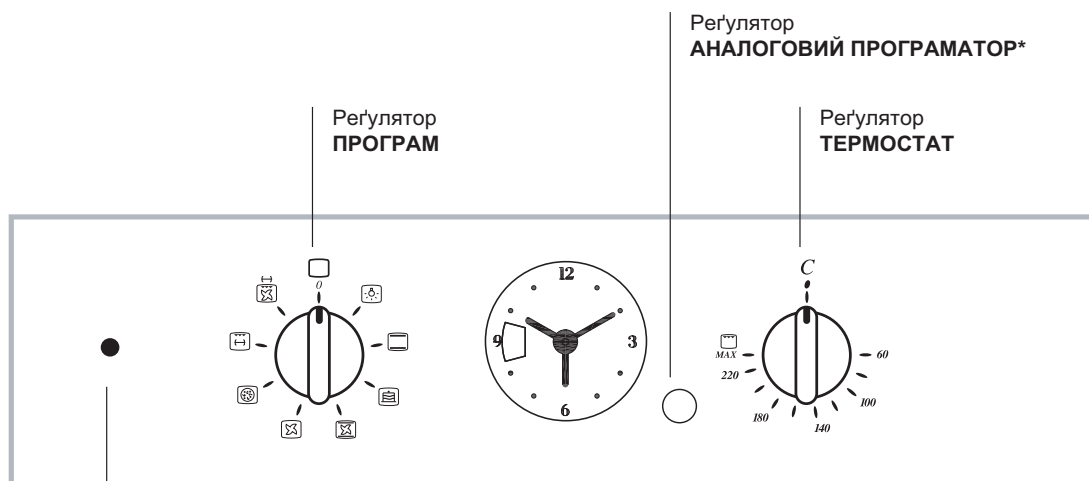 Реґулятор
АНАЛОГОВИЙ ПРОГРАМАТОР*
Реґулятор
ПРОГРАМ
Реґулятор
ТЕРМОСТАТ
0
12
3
6
9
C
MAX
60
220
100
180
140